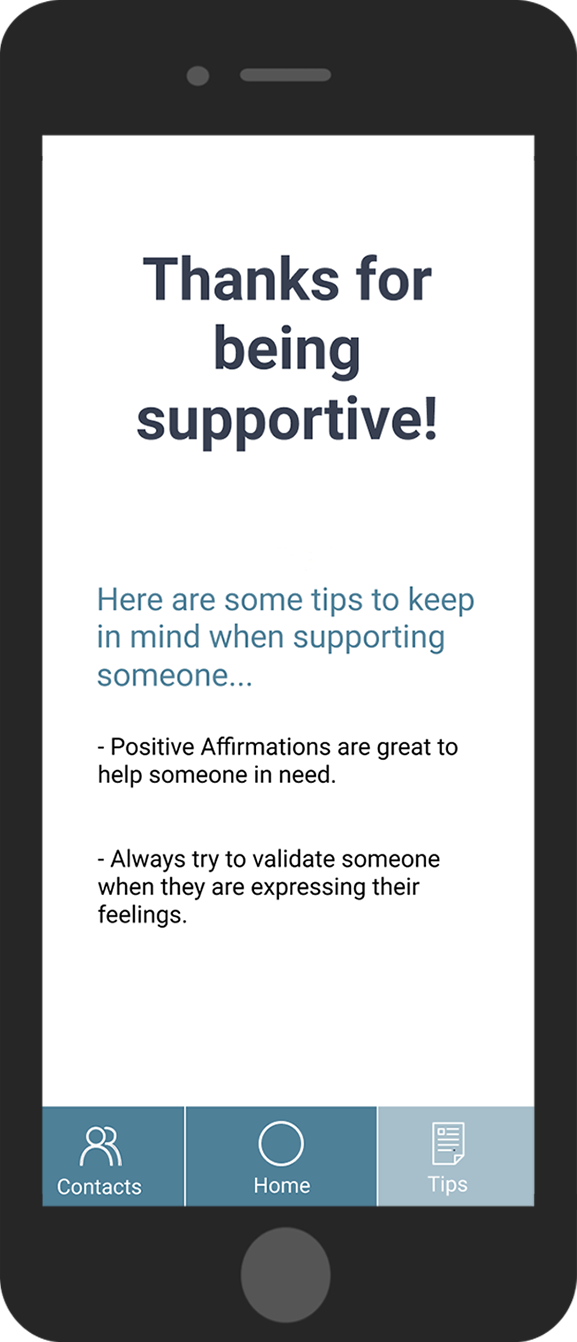 Thanks for
being
supportive!
Here are some tips to keep
in mind when supporting
someone...
- Positive Affirmations are great to
help someone in need.
- Always try to validate someone
when they are expressing their
feelings.
Contacts
Home
Tips